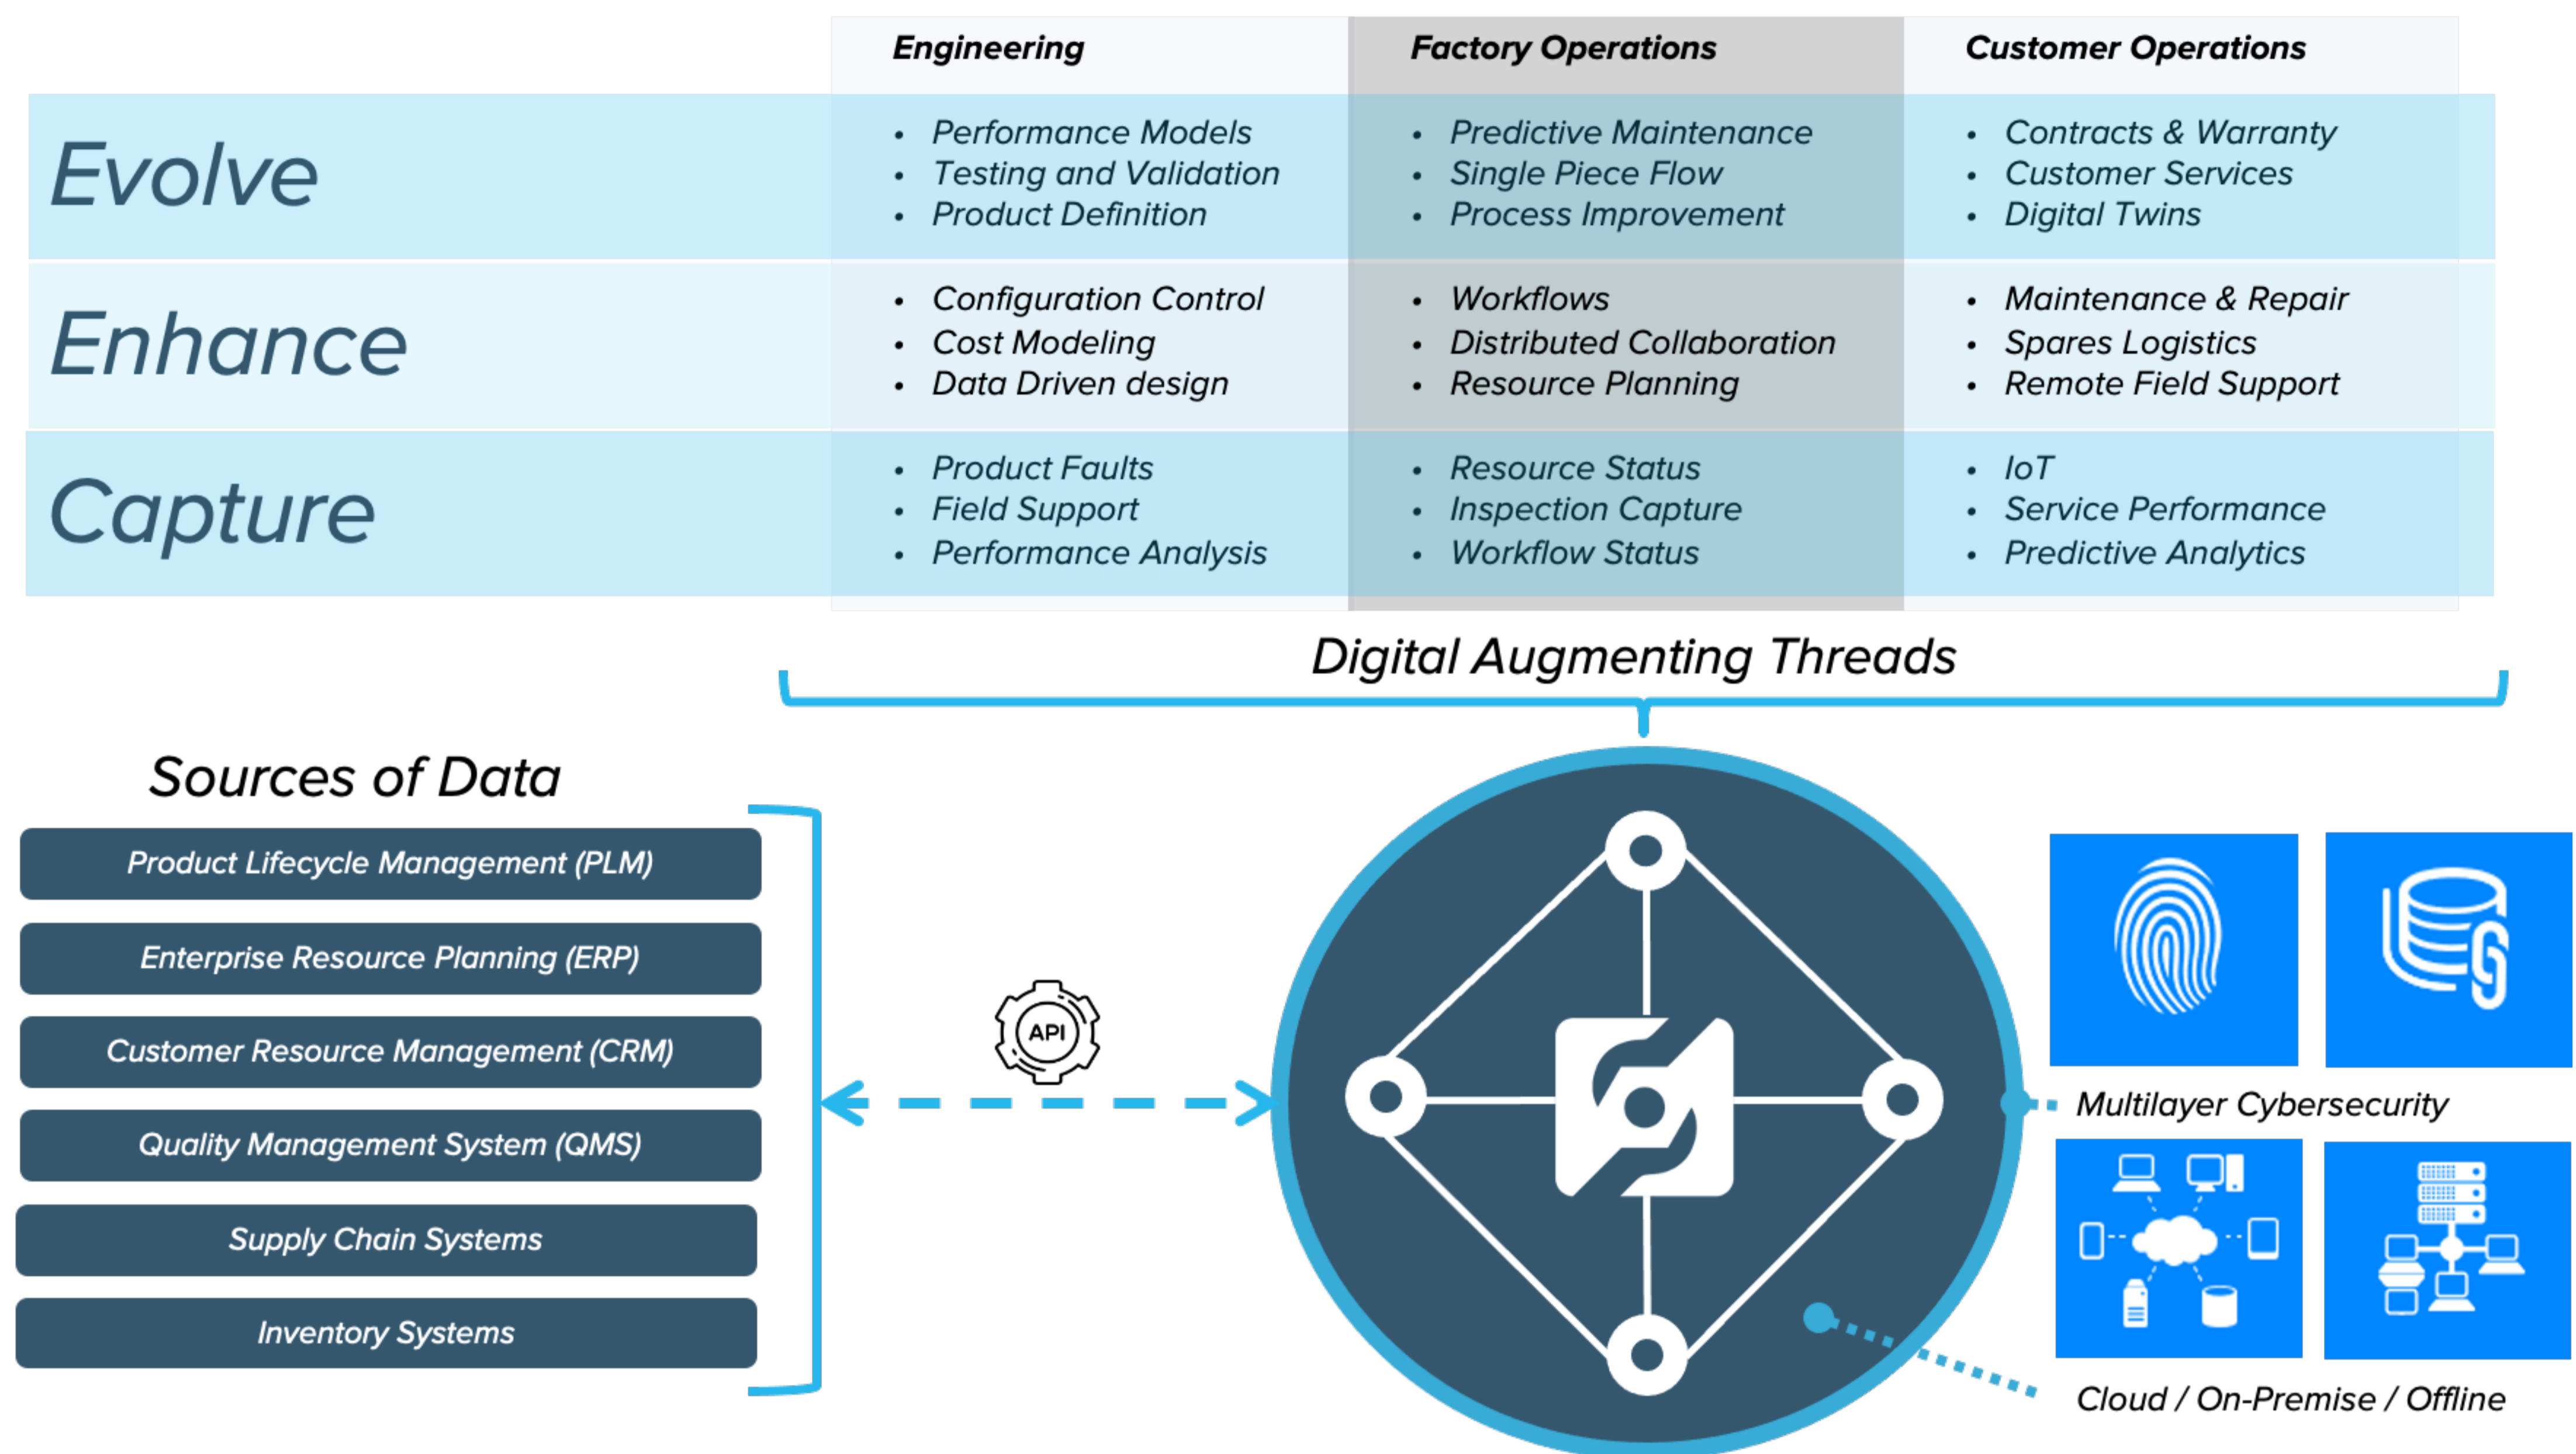 Engineering
Factory Operations
Customer Operations
Evolve
• Performance Models
• Testing and Validation
• Product Definition
• Predictive Maintenance
• Single Piece Flow
• Process Improvement
• Contracts & Warranty
• Customer Services
• Digital Twins
Enhance
• Configuration Control
• Cost Modeling
• Data Driven design
• Workflows
• Distributed Collaboration
• Resource Planning
• Maintenance & Repair
• Spares Logistics
• Remote Field Support
Capture
• Product Faults
• Field Support
• Performance Analysis
• Resource Status
• Inspection Capture
• Workflow Status
• IoT
• Service Performance
• Predictive Analytics
Digital Augmenting Threads
Sources of Data
Product Lifecycle Management (PLM)
Enterprise Resource Planning (ERP)
Customer Resource Management (CRM)
Quality Management System (QMS)
Supply Chain Systems
Inventory Systems
API
Multilayer Cybersecurity
Cloud / On-Premise / Offline